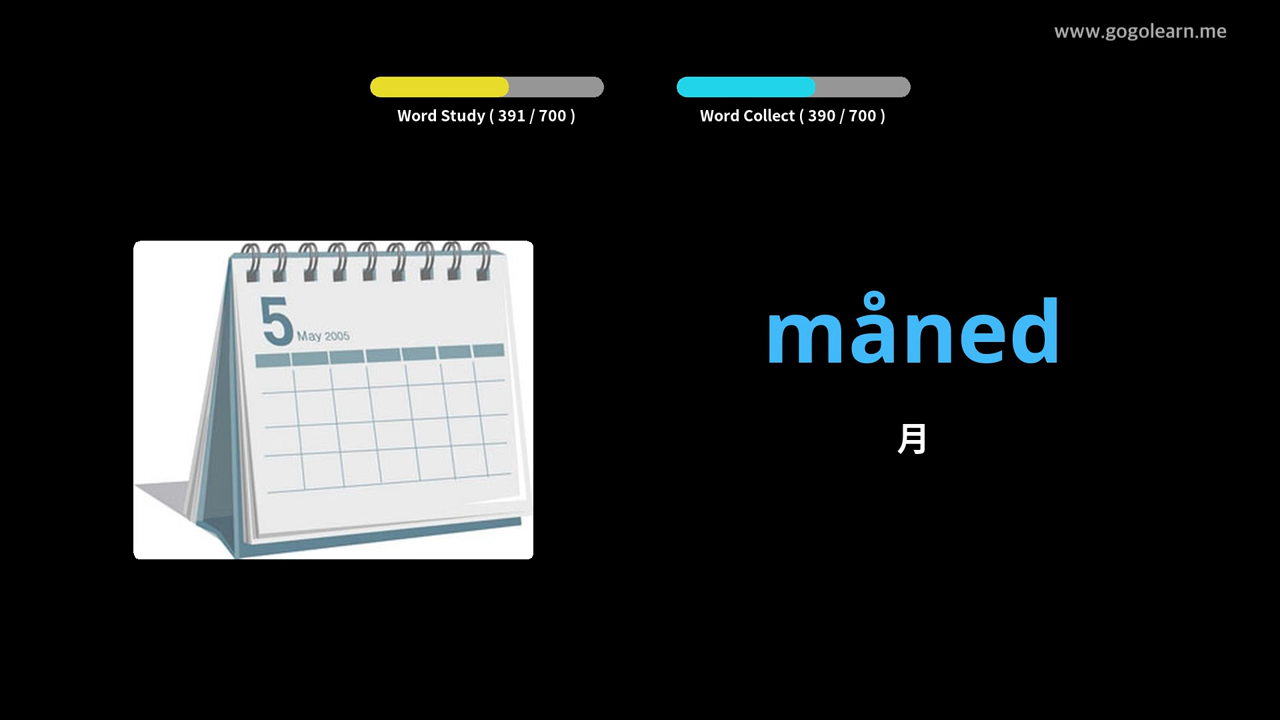 www.gogolearn.me
Word Study ( 391 / 700 )
Word Collect ( 390 / 700 )
5 May 2005
måned
月